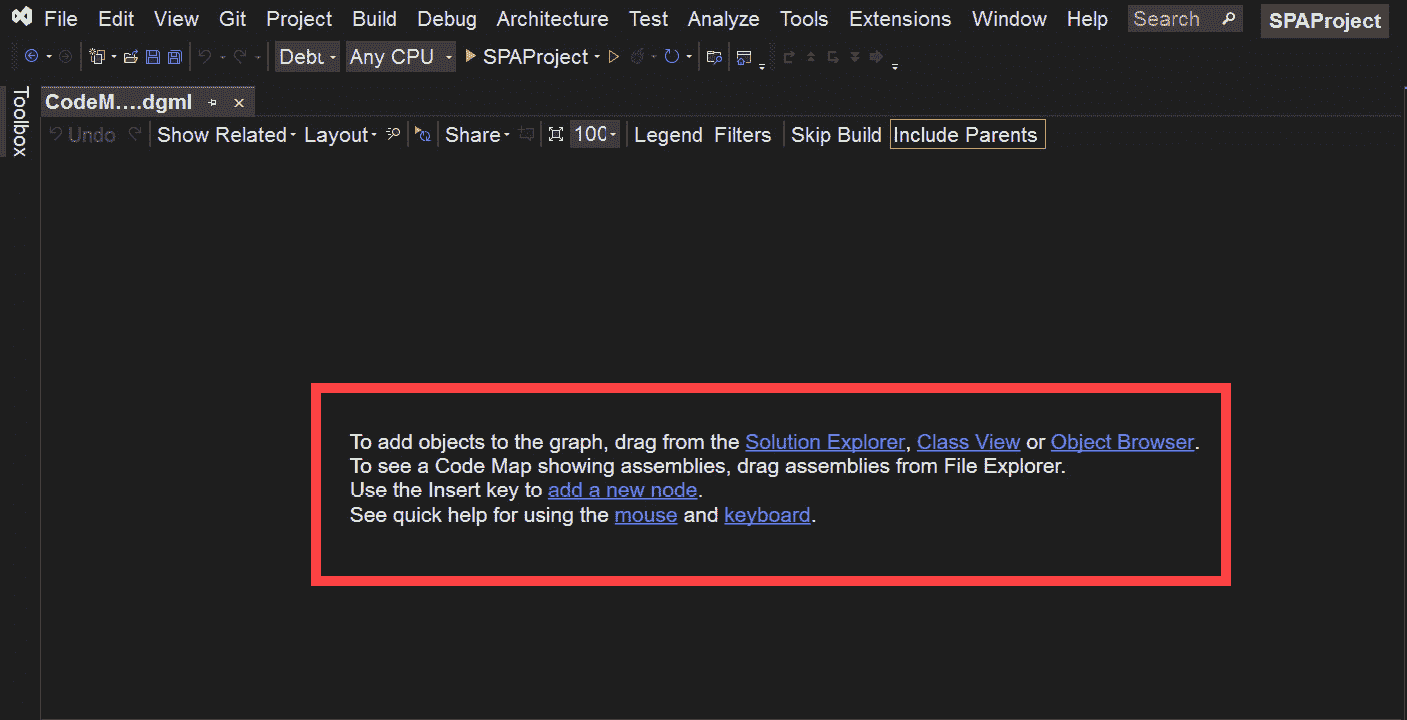 File Edit View Git Project Build Debug Architecture Test Analyze Tools Extensions Window Help Search SPAProject
Debu Any CPU SPAProject
Toolbox
CodeM....dgml
Undo Show Related Layout Share 100 Legend Filters Skip Build Include Parents
To add objects to the graph, drag from the Solution Explorer, Class View or Object Browser.
To see a Code Map showing assemblies, drag assemblies from File Explorer.
Use the Insert key to add a new node.
See quick help for using the mouse and keyboard.